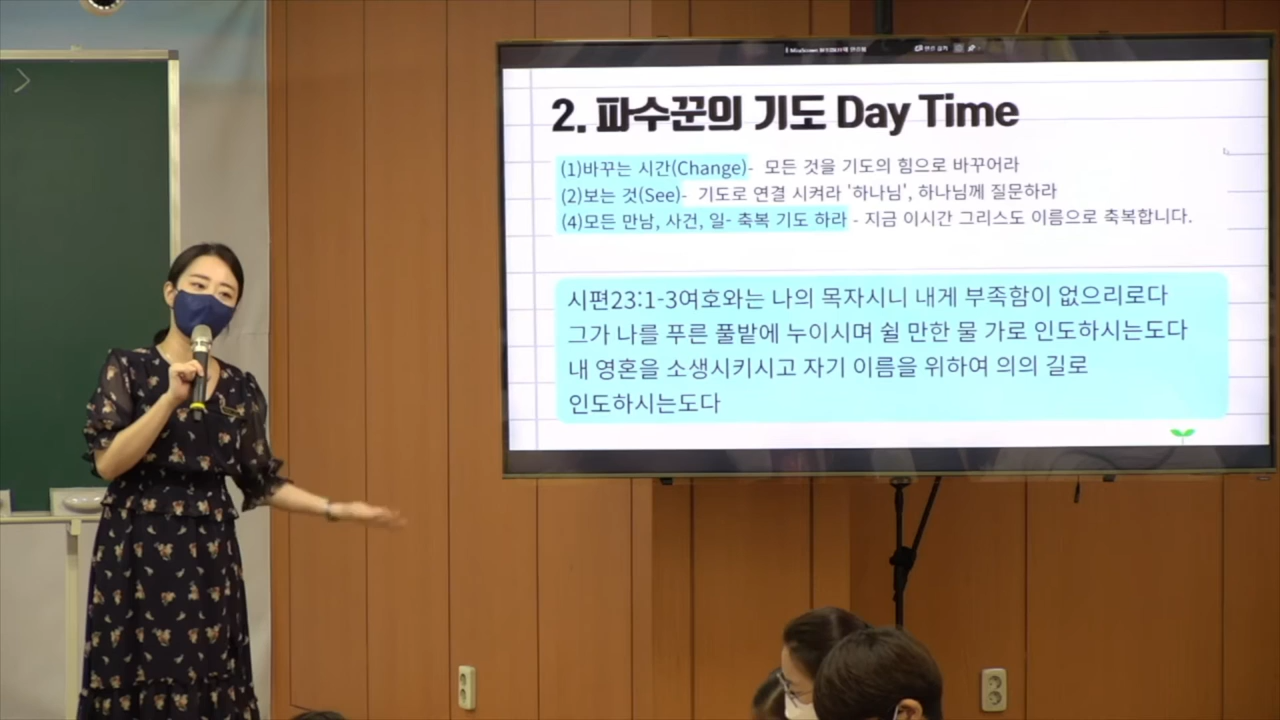 2. 파수꾼의 기도 Day Time
(1)바꾸는 시간(Change)- 모든 것을 기도의 힘으로 바꾸어라
(2)보는 것(See)- 기도로 연결 시켜라 '하나님', 하나님께 질문하라
(4)모든 만남, 사건, 일- 축복 기도 하라 - 지금 이시간 그리스도 이름으로 축복합니다.
시편23:1-3여호와는 나의 목자시니 내게 부족함이 없으리로다
그가 나를 푸른 풀밭에 누이시며 쉴 만한 물 가로 인도하시는도다
내 영혼을 소생시키시고 자기 이름을 위하여 의의 길로
인도하시는도다